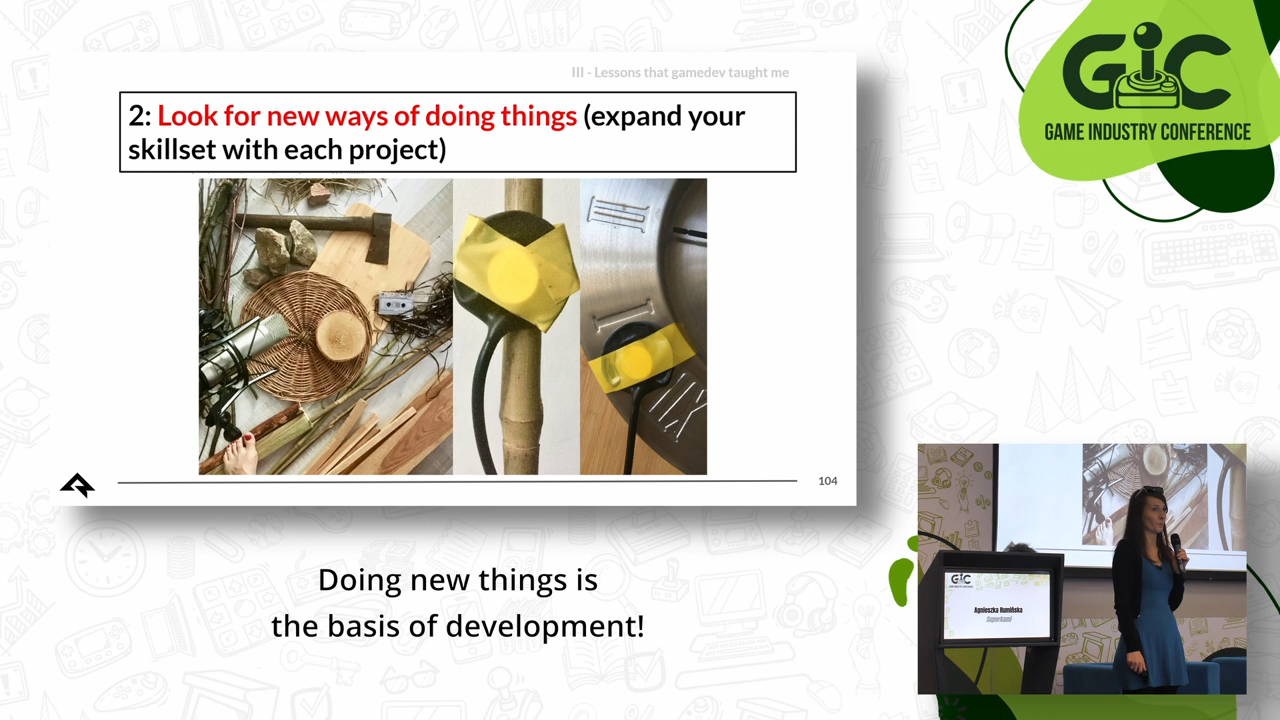 III - Lessons that gamedev taught me
2: Look for new ways of doing things (expand your
skillset with each project)
104
Doing new things is
the basis of development!
GIC
GAME INDUSTRY CONFERENCE
GIC
Agnieszka Rumińska
Superkami